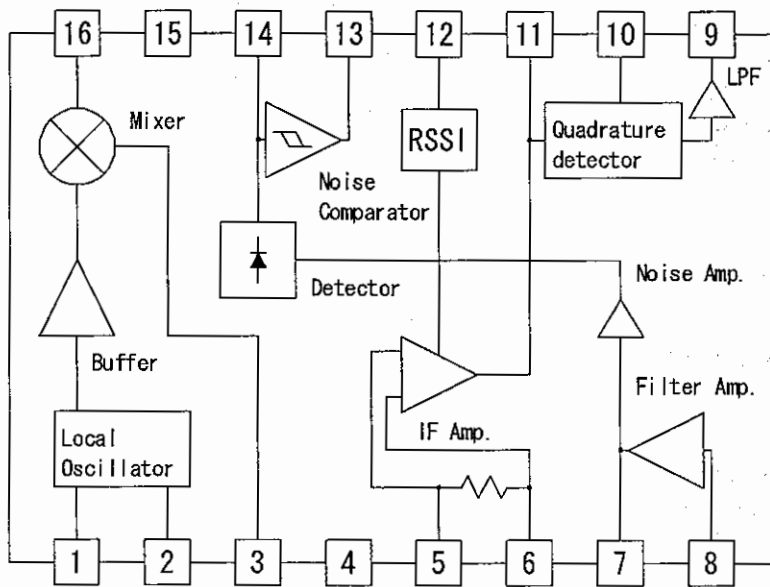 16 15 14 13 12 11 10 9
LPF
Mixer
RSSI
Quadrature
detector
Noise
Comparator
Detector
Noise Amp.
Buffer
Filter Amp.
IF Amp.
Local
Oscillator
1 2 3 4 5 6 7 8